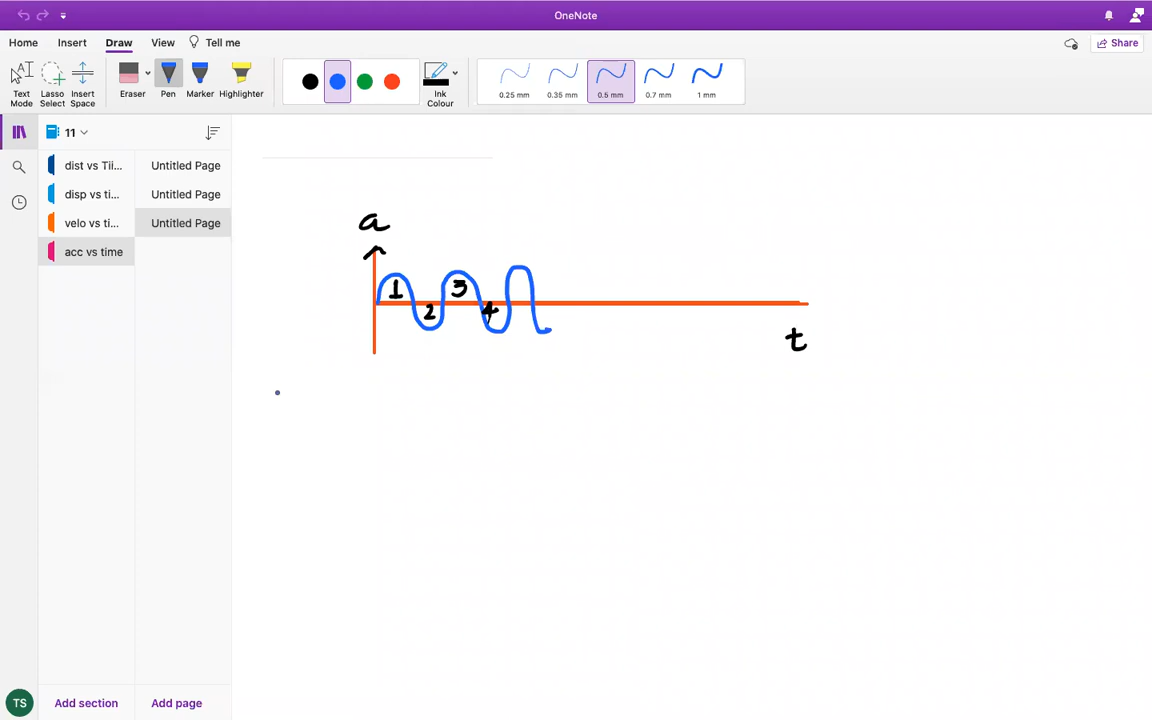 OneNote
Home Insert Draw View Tell me Share
Text Mode
Lasso Select
Insert Space
Eraser
Pen
Marker
Highlighter
Ink Colour
0.25 mm
0.35 mm
0.5 mm
0.7 mm
1 mm
11
dist vs Tii... Untitled Page
disp vs ti... Untitled Page
velo vs ti... Untitled Page
acc vs time
a
1 3
2 4
t
TS Add section Add page